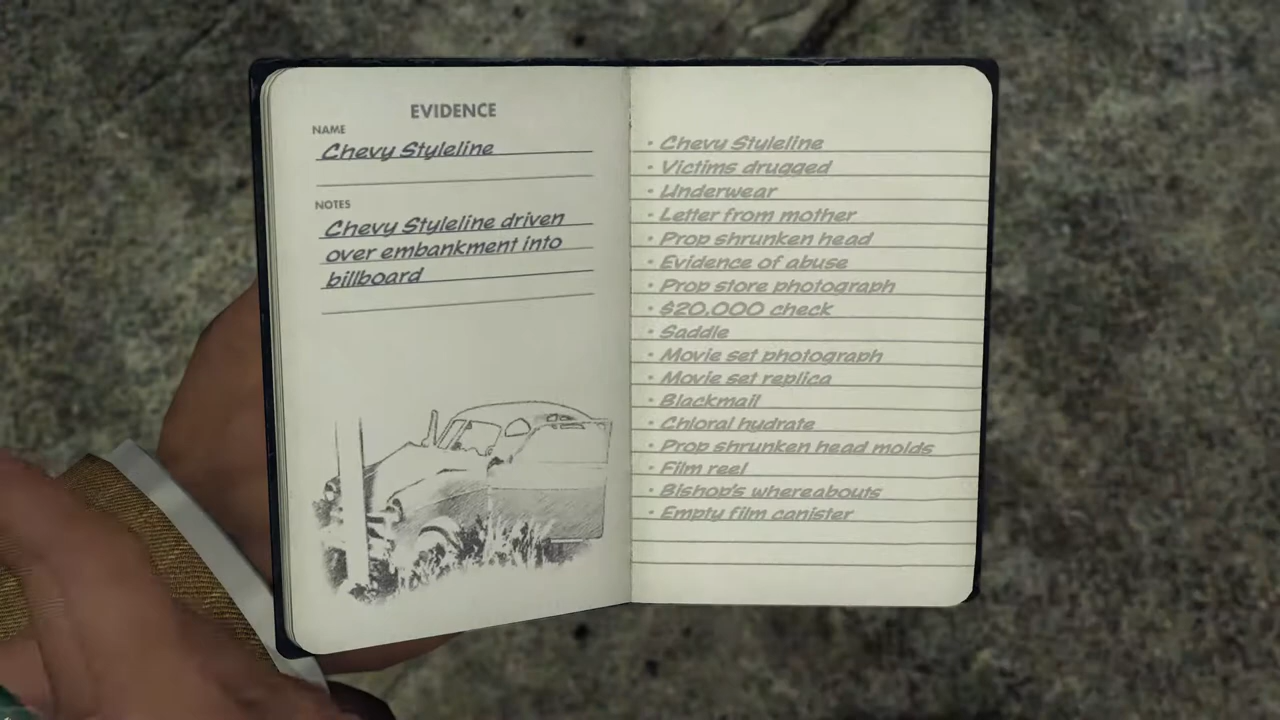 EVIDENCE
NAME
Chevy Styleline
NOTES
Chevy Styleline driven
over embankment into
billboard
• Chevy Styleline
• Victims drugged
• Underwear
• Letter from mother
• Prop shrunken head
• Evidence of abuse
• Prop store photograph
• $20,000 check
• Saddle
• Movie set photograph
• Movie set replica
• Blackmail
• Chloral hydrate
• Prop shrunken head molds
• Film reel
• Bishop's whereabouts
• Empty film canister